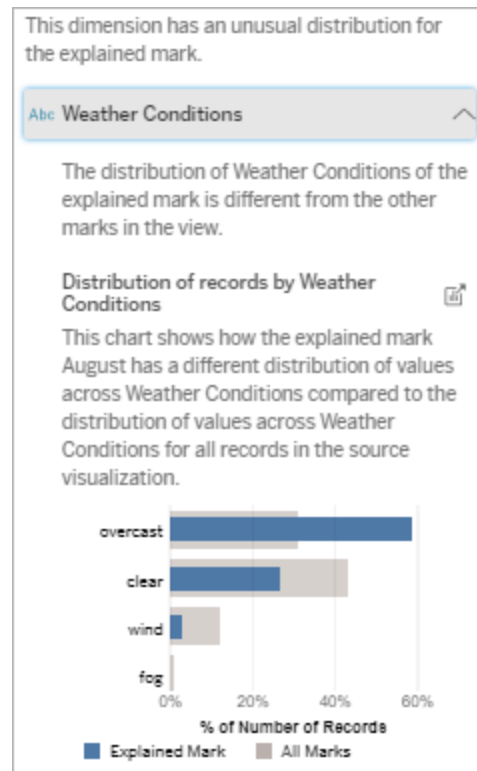 This dimension has an unusual distribution for
the explained mark.
Abc Weather Conditions
The distribution of Weather Conditions of the
explained mark is different from the other
marks in the view.
Distribution of records by Weather
Conditions
This chart shows how the explained mark
August has a different distribution of values
across Weather Conditions compared to the
distribution of values across Weather
Conditions for all records in the source
visualization.
overcast
clear
wind
fog
0% 20% 40% 60%
% of Number of Records
Explained Mark All Marks